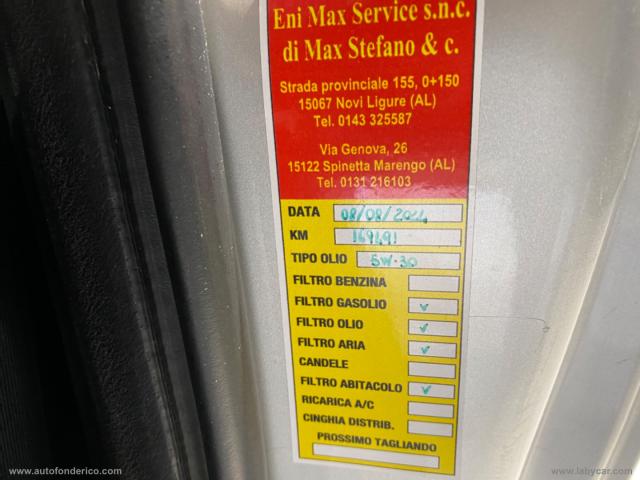 Eni Max Service s.n.c.
di Max Stefano & c.
Strada provinciale 155, 0+150
15067 Novi Ligure (AL)
Tel. 0143 325587
Via Genova, 26
15122 Spinetta Marengo (AL)
Tel. 0131 216103
DATA 08/08/2024
KM 169191
TIPO OLIO 5W-30
FILTRO BENZINA
FILTRO GASOLIO v
FILTRO OLIO v
FILTRO ARIA v
CANDELE
FILTRO ABITACOLO v
RICARICA A/C
CINGHIA DISTRIB.
PROSSIMO TAGLIANDO
www.autofonderico.com
www.labycar.com